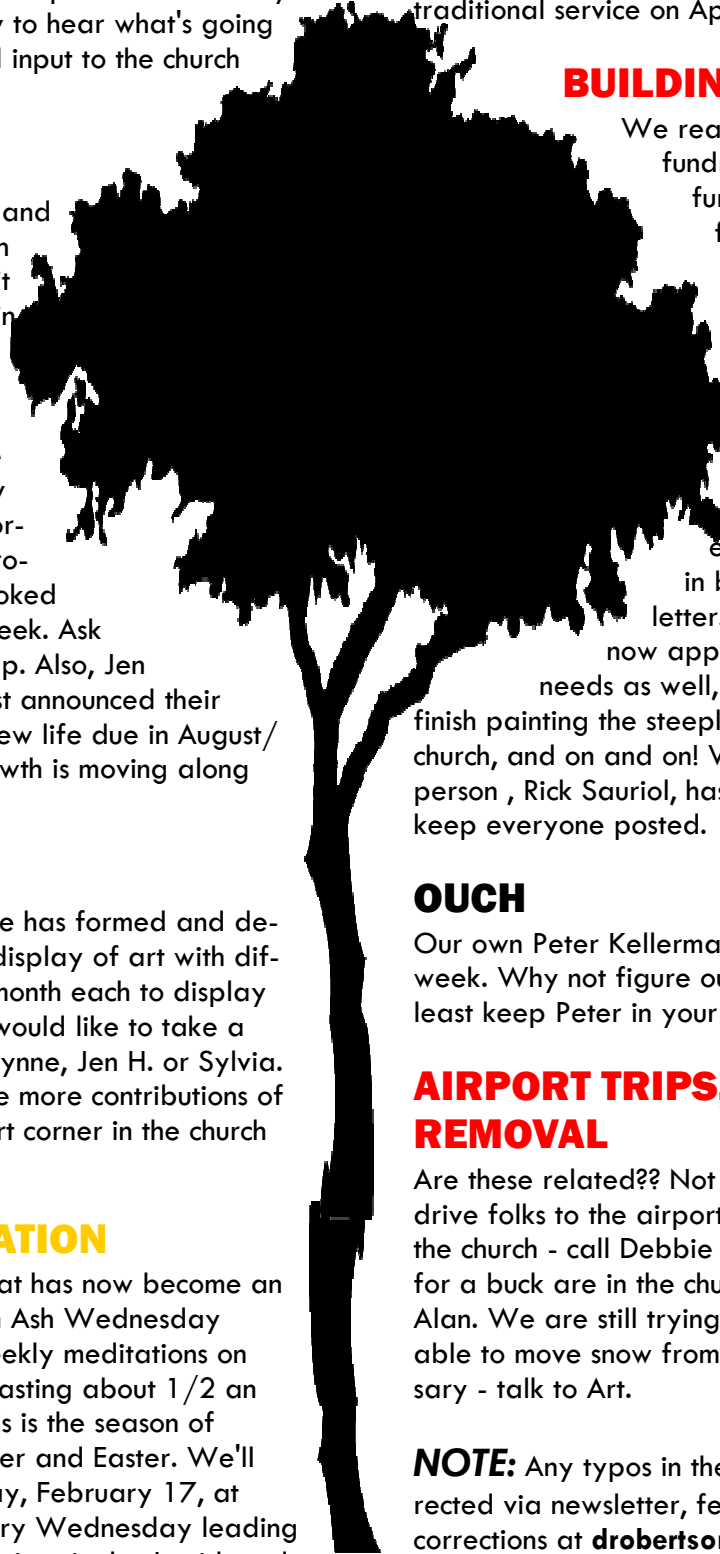 y to hear what's going
input to the church
and
in
eek. Ask
p. Also, Jen
st announced their
ew life due in August/
wth is moving along
e has formed and de-
display of art with dif-
month each to display
would like to take a
ynne, Jen H. or Sylvia.
e more contributions of
rt corner in the church
ATION
at has now become an
Ash Wednesday
ekly meditations on
asting about 1/2 an
s is the season of
er and Easter. We'll
ay, February 17, at
ry Wednesday leading
traditional service on Ap
BUILDIN
We rea
fundi
fu
f
e
in b
letter
now app
needs as well,
finish painting the steepl
church, and on and on! V
person , Rick Sauriol, has
keep everyone posted.
OUCH
Our own Peter Kellerma
week. Why not figure ou
least keep Peter in your
AIRPORT TRIPS,
REMOVAL
Are these related?? Not
drive folks to the airport
the church - call Debbie
for a buck are in the chu
Alan. We are still trying
able to move snow from
sary - talk to Art.
NOTE: Any typos in the
rected via newsletter, fe
corrections at drobertson